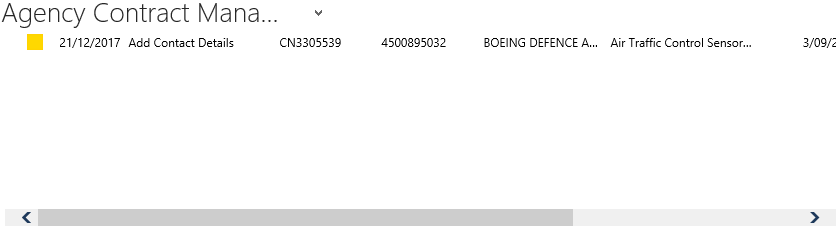 Agency Contract Mana...
21/12/2017 Add Contact Details CN3305539 4500895032 BOEING DEFENCE A... Air Traffic Control Sensor... 3/09/2